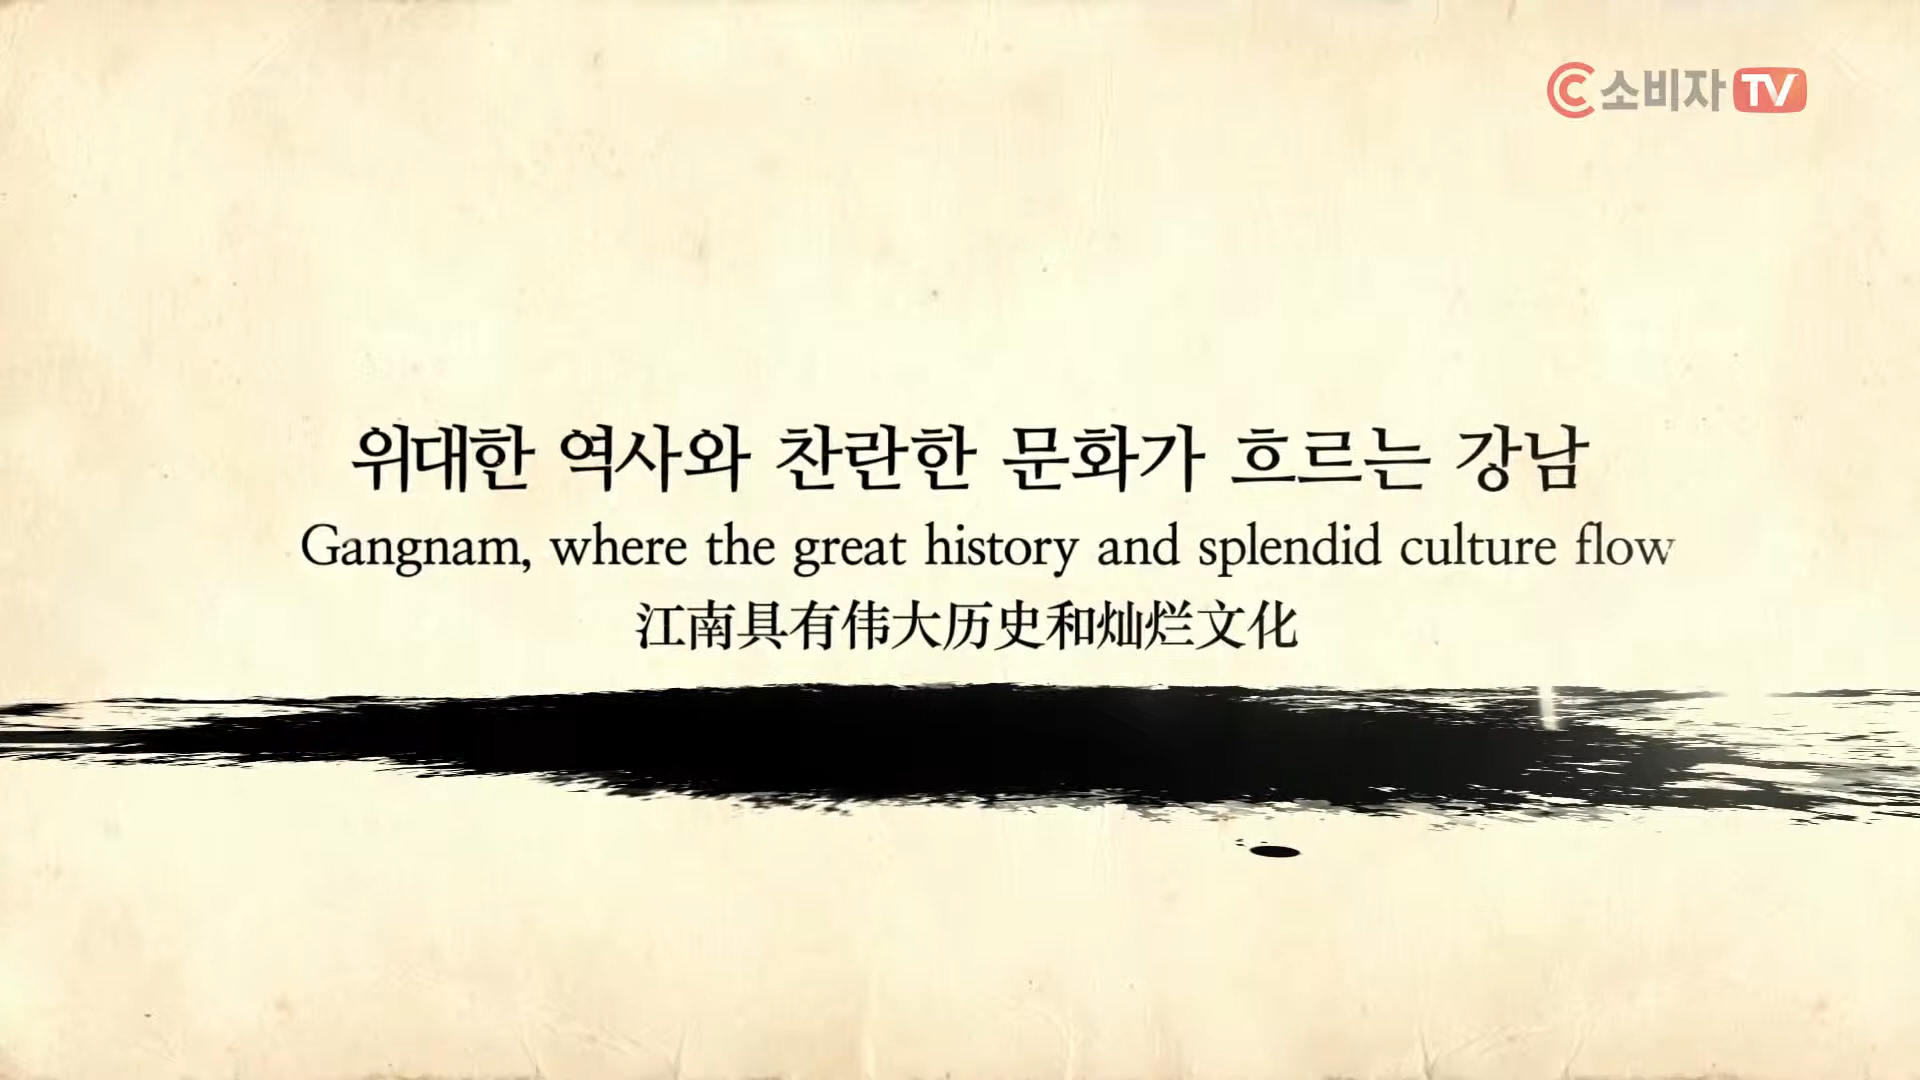 소비자TV
위대한 역사와 찬란한 문화가 흐르는 강남
Gangnam, where the great history and splendid culture flow
江南具有伟大历史和灿烂文化